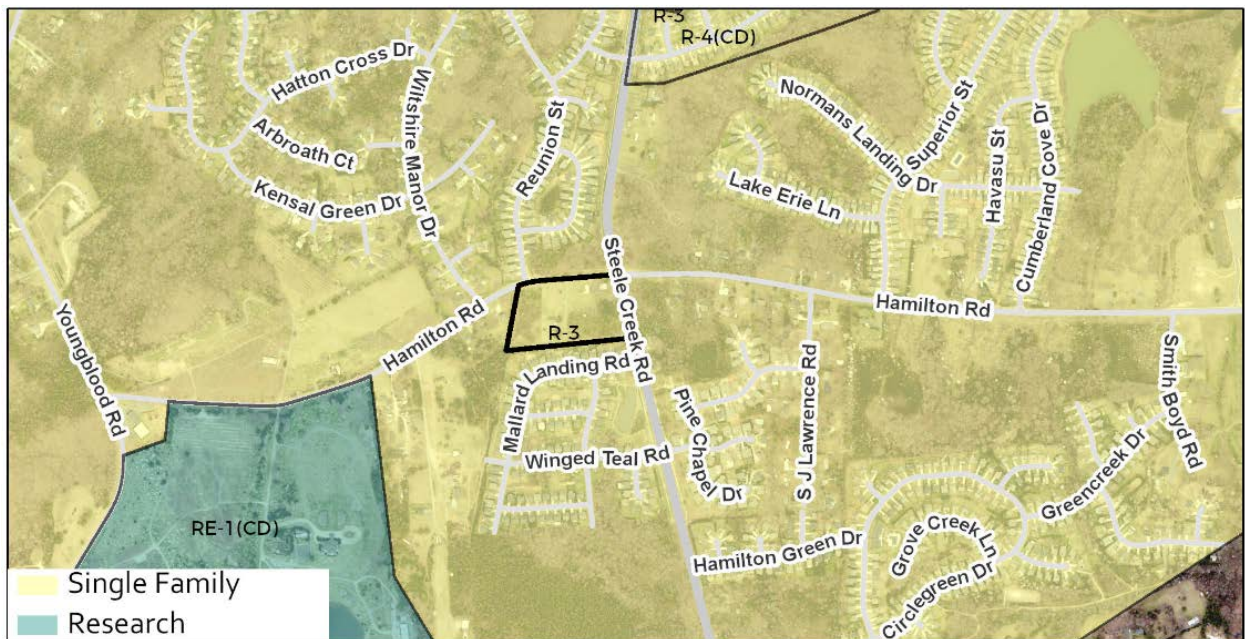 R-3
R-4(CD)
Hatton Cross Dr
Wiltshire Manor Dr
Arbroath Ct
Kensal Green Dr
Reunion St
Normans Landing Dr
Superior St
Lake Erie Ln
Havasu St
Cumberland Cove Dr
Steele Creek Rd
Hamilton Rd
Hamilton Rd
Youngblood Rd
R-3
Mallard Landing Rd
Winged Teal Rd
Pine Chapel Dr
S J Lawrence Rd
Smith Boyd Rd
Greencreek Dr
Hamilton Green Dr
Grove Creek Ln
Circlegreen Dr
RE-1(CD)
Single Family
Research